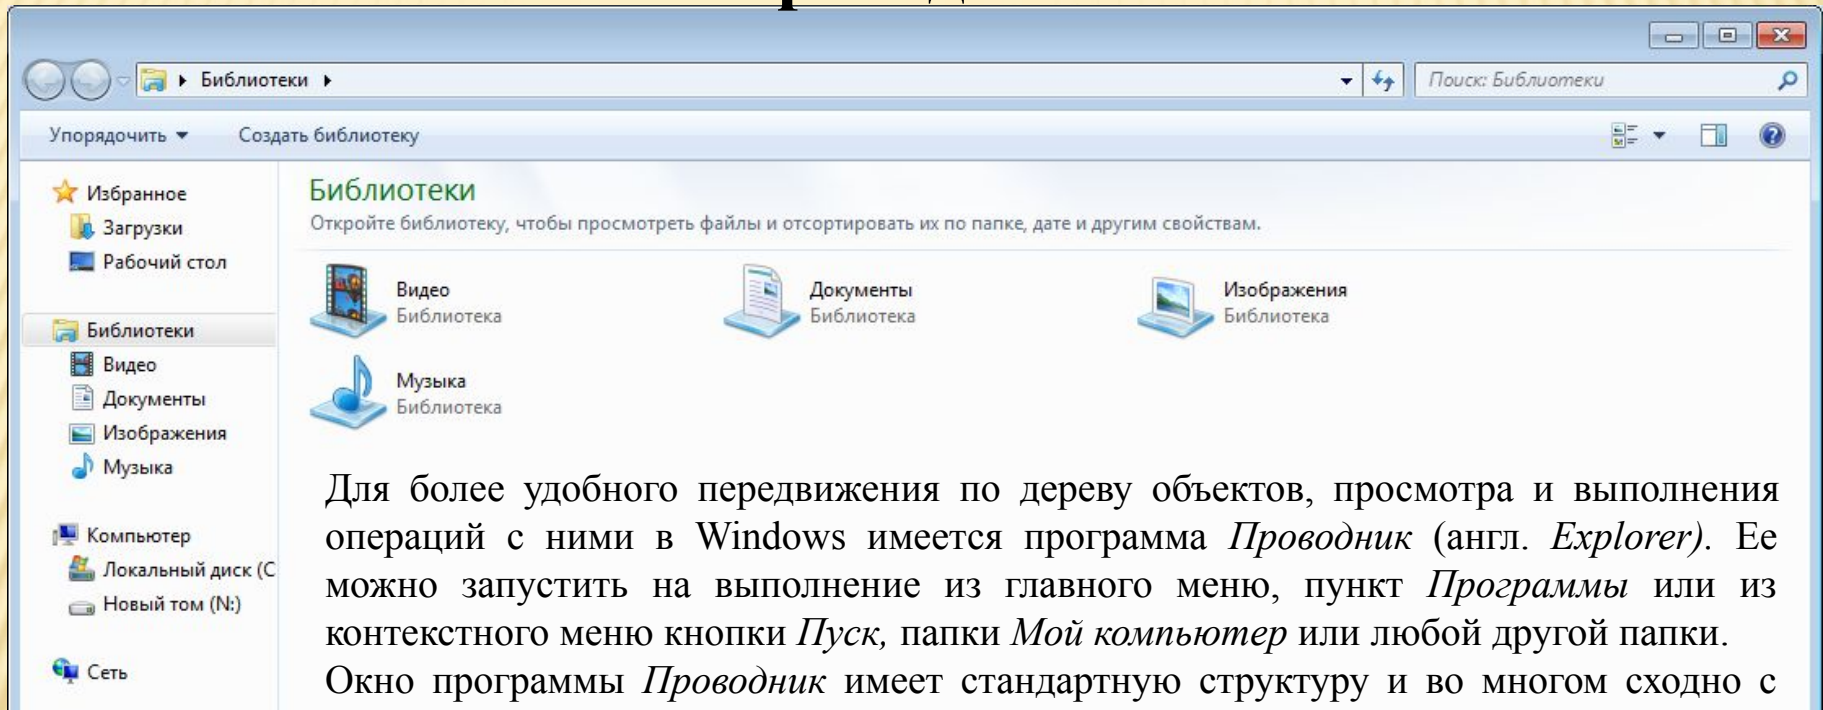 Библиотеки
Поиск: Библиотеки
Упорядочить
Создать библиотеку
Избранное
Загрузки
Рабочий стол
Библиотеки
Видео
Документы
Изображения
Музыка
Компьютер
Локальный диск (C
Новый том (N:)
Сеть
Библиотеки
Откройте библиотеку, чтобы просмотреть файлы и отсортировать их по папке, дате и другим свойствам.
Видео
Библиотека
Документы
Библиотека
Изображения
Библиотека
Музыка
Библиотека
Для более удобного передвижения по дереву объектов, просмотра и выполнения
операций с ними в Windows имеется программа Проводник (англ. Explorer). Ее
можно запустить на выполнение из главного меню, пункт Программы или из
контекстного меню кнопки Пуск, папки Мой компьютер или любой другой папки.
Окно программы Проводник имеет стандартную структуру и во многом сходно с